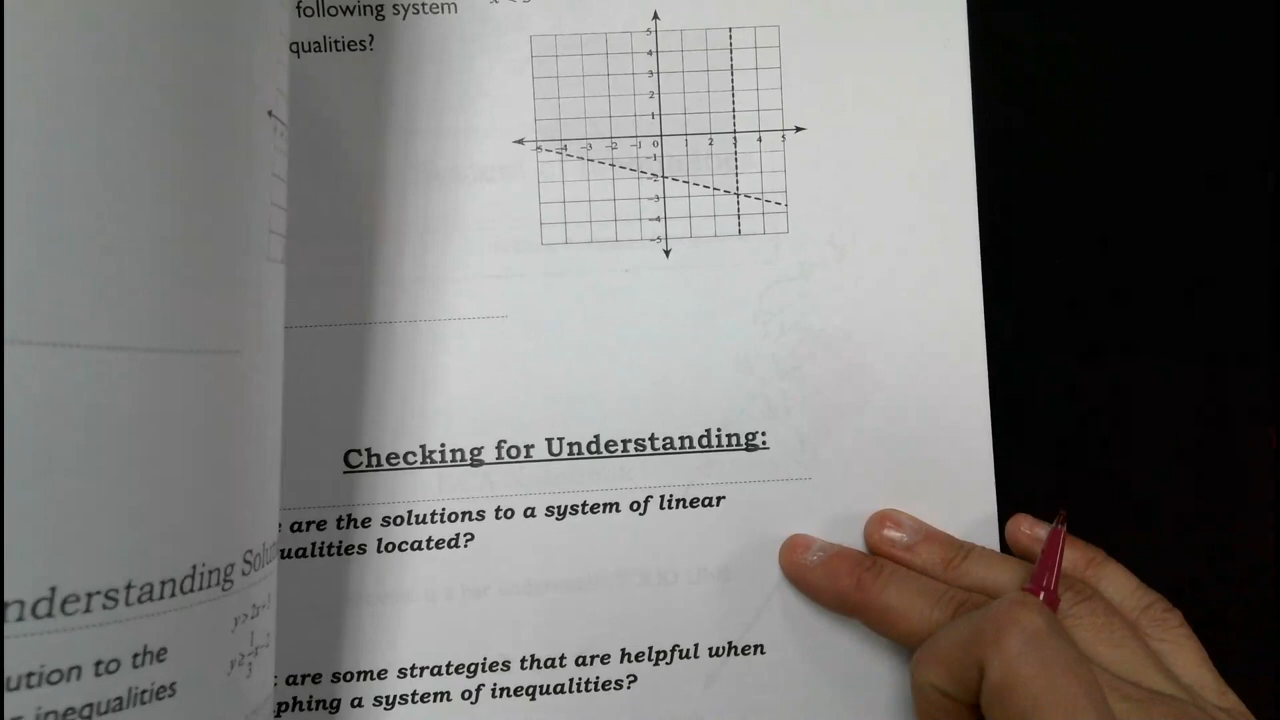 following system
qualities?
5
4
3
2
1
-5 -4 -3 -2 -1 0 2 3 4 5
-1
-2
-3
-4
-5
Checking for Understanding:
are the solutions to a system of linear
ualities located?
are some strategies that are helpful when
phing a system of inequalities?
nderstanding Solu
ution to the
inequalities